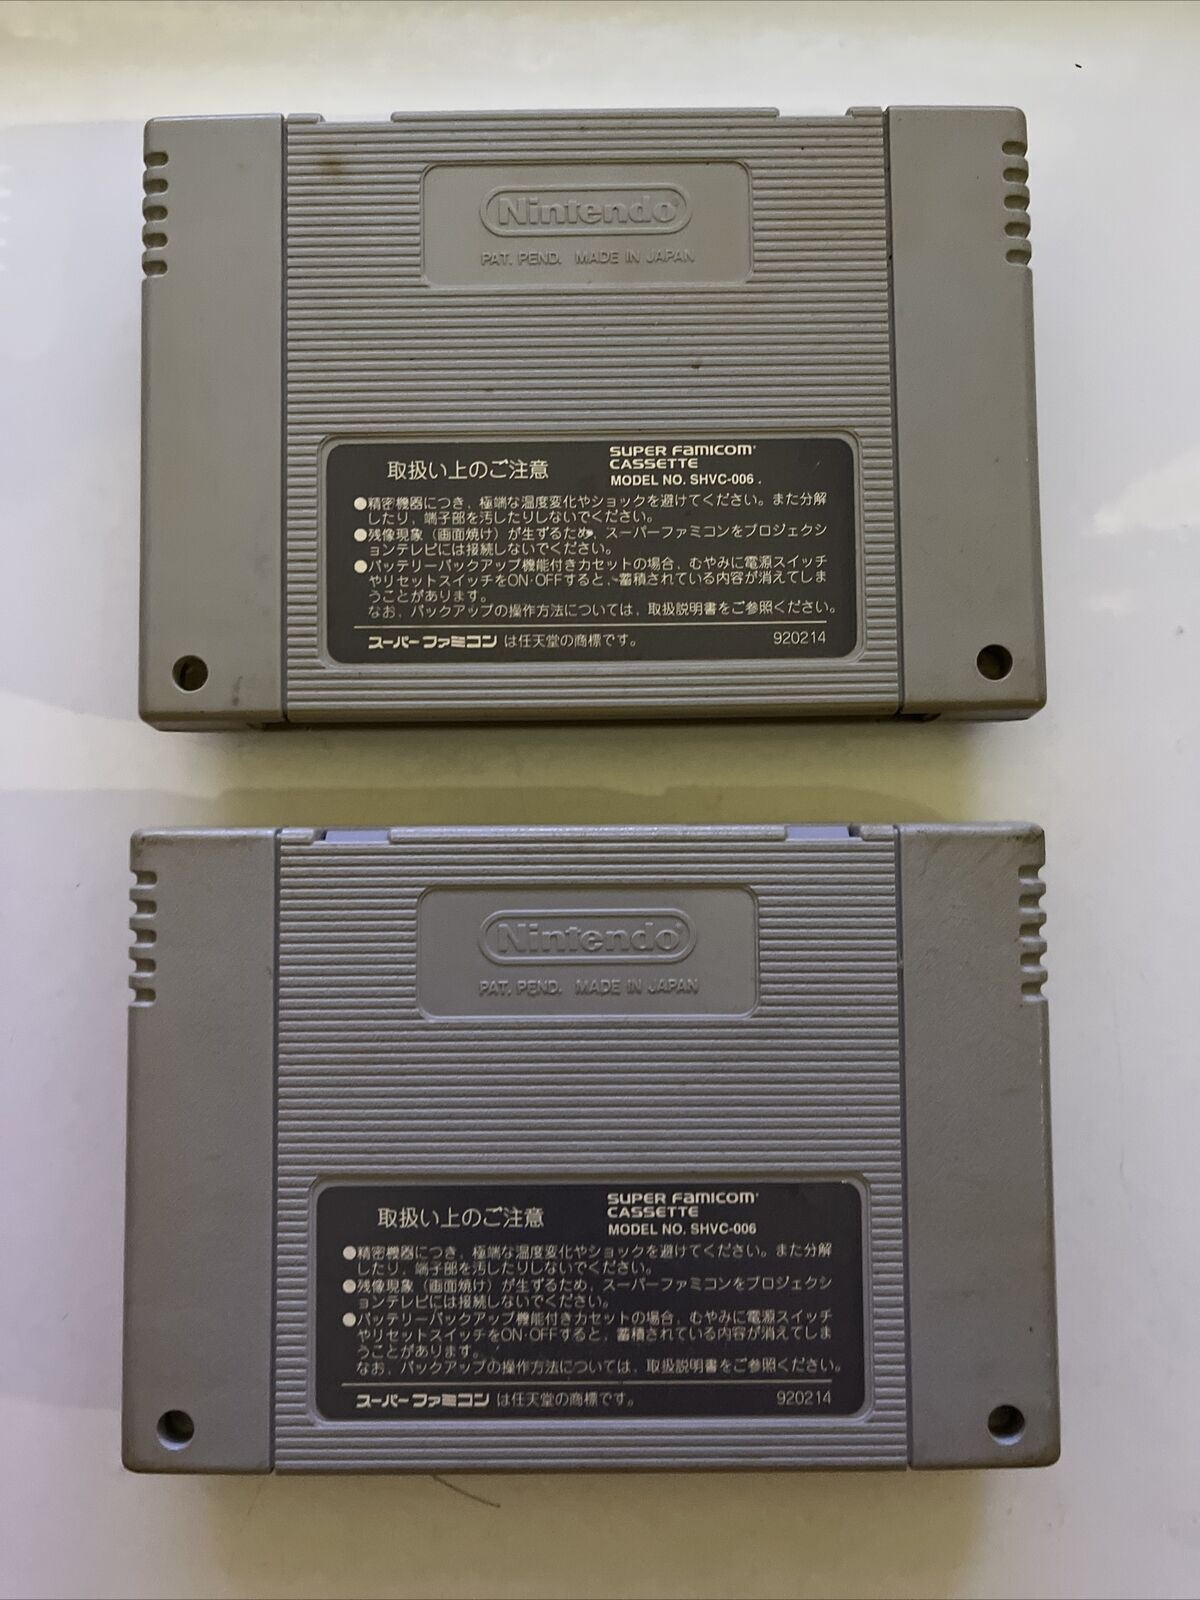 Nintendo
PAT. PEND. MADE IN JAPAN
取扱い上のご注意
SUPER FAMICOM
CASSETTE
MODEL NO. SHVC-006
●精密機器につき、極端な温度変化やショックを避けてください。また分解
したり、端子部を汚したりしないでください。
●残像現象（画面焼け）が生ずるため、スーパーファミコンをプロジェクシ
ョンテレビには接続しないでください。
●バッテリーバックアップ機能付きカセットの場合、むやみに電源スイッチ
やリセットスイッチをON・OFFすると、蓄積されている内容が消えてしま
うことがあります。
なお、バックアップの操作方法については、取扱説明書をご参照ください。
スーパーファミコン は任天堂の商標です。 920214
Nintendo
PAT. PEND. MADE IN JAPAN
取扱い上のご注意
SUPER FAMICOM
CASSETTE
MODEL NO. SHVC-006
●精密機器につき、極端な温度変化やショックを避けてください。また分解
したり、端子部を汚したりしないでください。
●残像現象（画面焼け）が生ずるため、スーパーファミコンをプロジェクシ
ョンテレビには接続しないでください。
●バッテリーバックアップ機能付きカセットの場合、むやみに電源スイッチ
やリセットスイッチをON・OFFすると、蓄積されている内容が消えてしま
うことがあります。
なお、バックアップの操作方法については、取扱説明書をご参照ください。
スーパーファミコン は任天堂の商標です。 920214